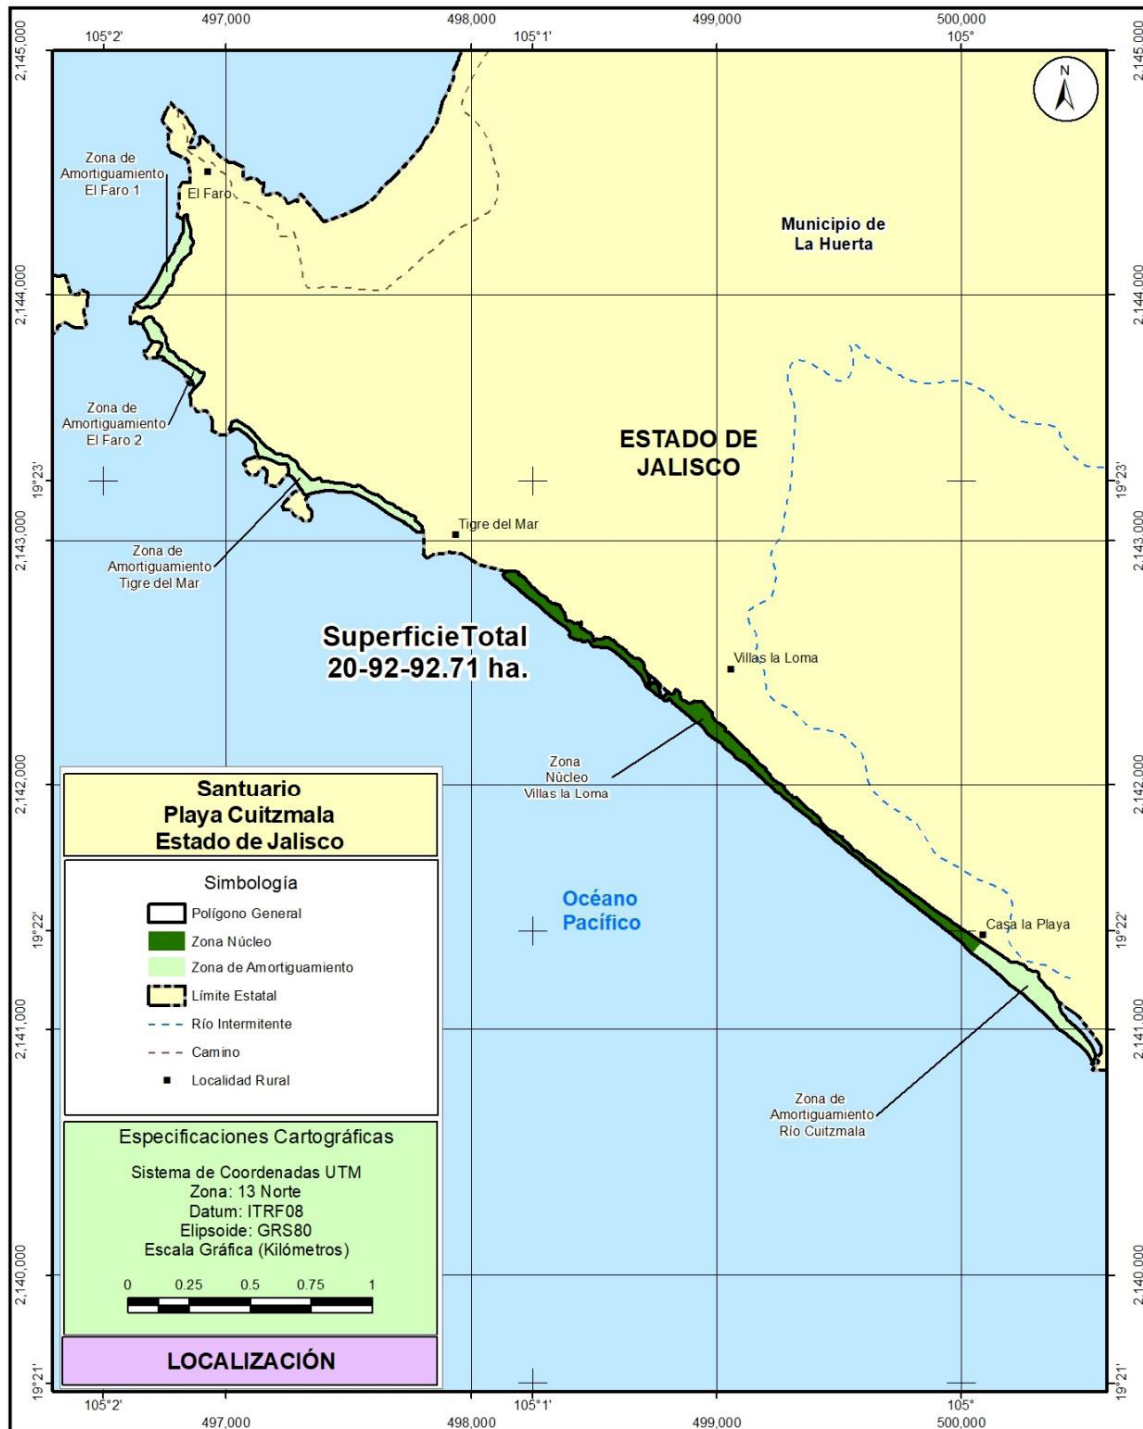 497,000
498,000
499,000
500,000
105°2'
105°1'
105°
2,145,000
2,144,000
19°23'
2,143,000
2,142,000
19°22'
2,141,000
2,140,000
19°21'
2,145,000
2,144,000
19°23'
2,143,000
2,142,000
19°22'
2,141,000
2,140,000
19°21'
N
Zona de
Amortiguamiento
El Faro 1
El Faro
Municipio de
La Huerta
Zona de
Amortiguamiento
El Faro 2
ESTADO DE
JALISCO
Tigre del Mar
Zona de
Amortiguamiento
Tigre del Mar
SuperficieTotal
20-92-92.71 ha.
Villas la Loma
Zona
Núcleo
Villas la Loma
Océano
Pacífico
Casa la Playa
Zona de
Amortiguamiento
Río Cuitzmala
Santuario
Playa Cuitzmala
Estado de Jalisco
Simbología
Polígono General
Zona Núcleo
Zona de Amortiguamiento
Límite Estatal
Río Intermitente
Camino
Localidad Rural
Especificaciones Cartográficas
Sistema de Coordenadas UTM
Zona: 13 Norte
Datum: ITRF08
Elipsoide: GRS80
Escala Gráfica (Kilómetros)
0 0.25 0.5 0.75 1
LOCALIZACIÓN
105°2'
105°1'
105°
497,000
498,000
499,000
500,000